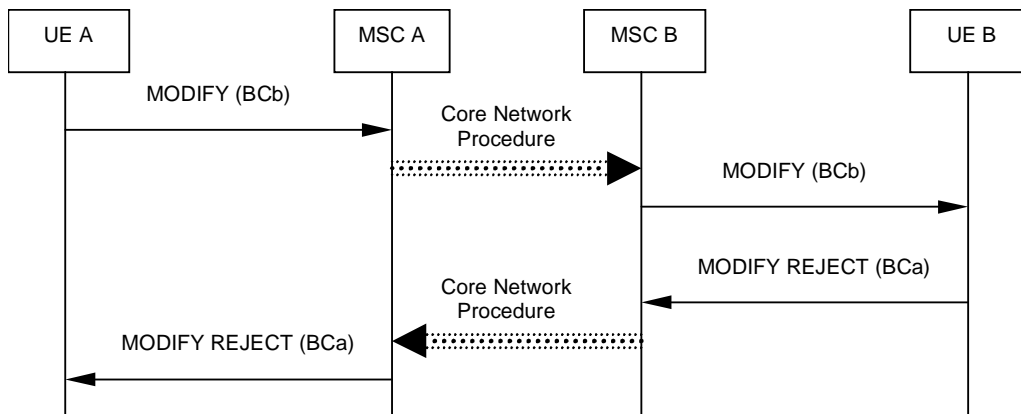 UE A
MSC A
MSC B
UE B
MODIFY (BCb)
Core Network
Procedure
MODIFY (BCb)
MODIFY REJECT (BCa)
Core Network
Procedure
MODIFY REJECT (BCa)